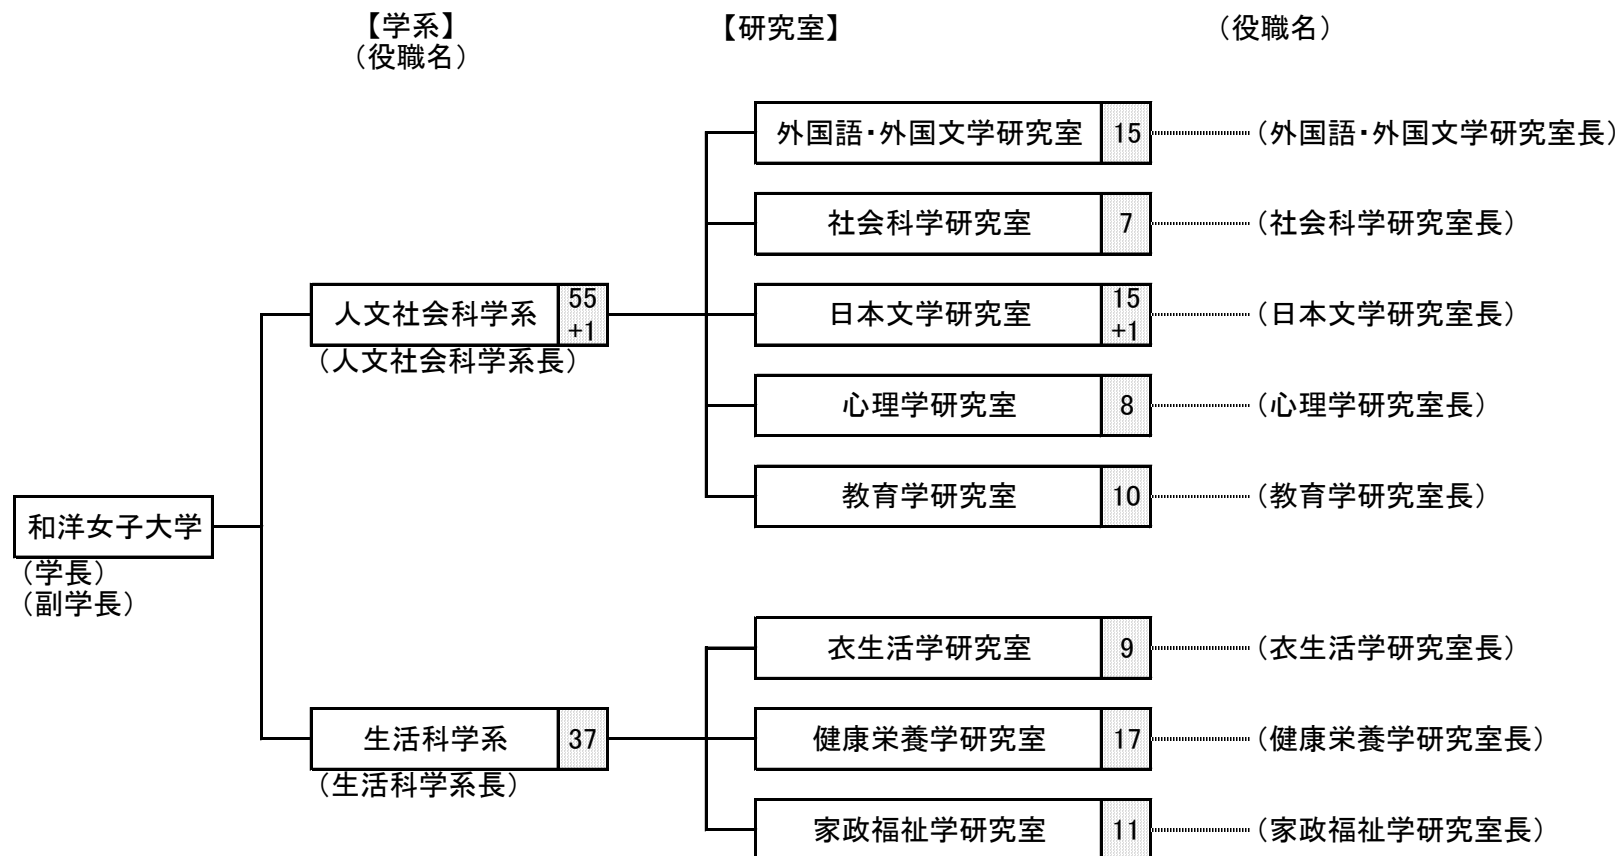 【学系】
（役職名）
【研究室】
（役職名）
外国語・外国文学研究室 15 （外国語・外国文学研究室長）
社会科学研究室 7 （社会科学研究室長）
人文社会科学系 55 +1
（人文社会科学系長）
日本文学研究室 15 +1 （日本文学研究室長）
心理学研究室 8 （心理学研究室長）
教育学研究室 10 （教育学研究室長）
和洋女子大学
（学長）
（副学長）
衣生活学研究室 9 （衣生活学研究室長）
生活科学系 37
（生活科学系長）
健康栄養学研究室 17 （健康栄養学研究室長）
家政福祉学研究室 11 （家政福祉学研究室長）